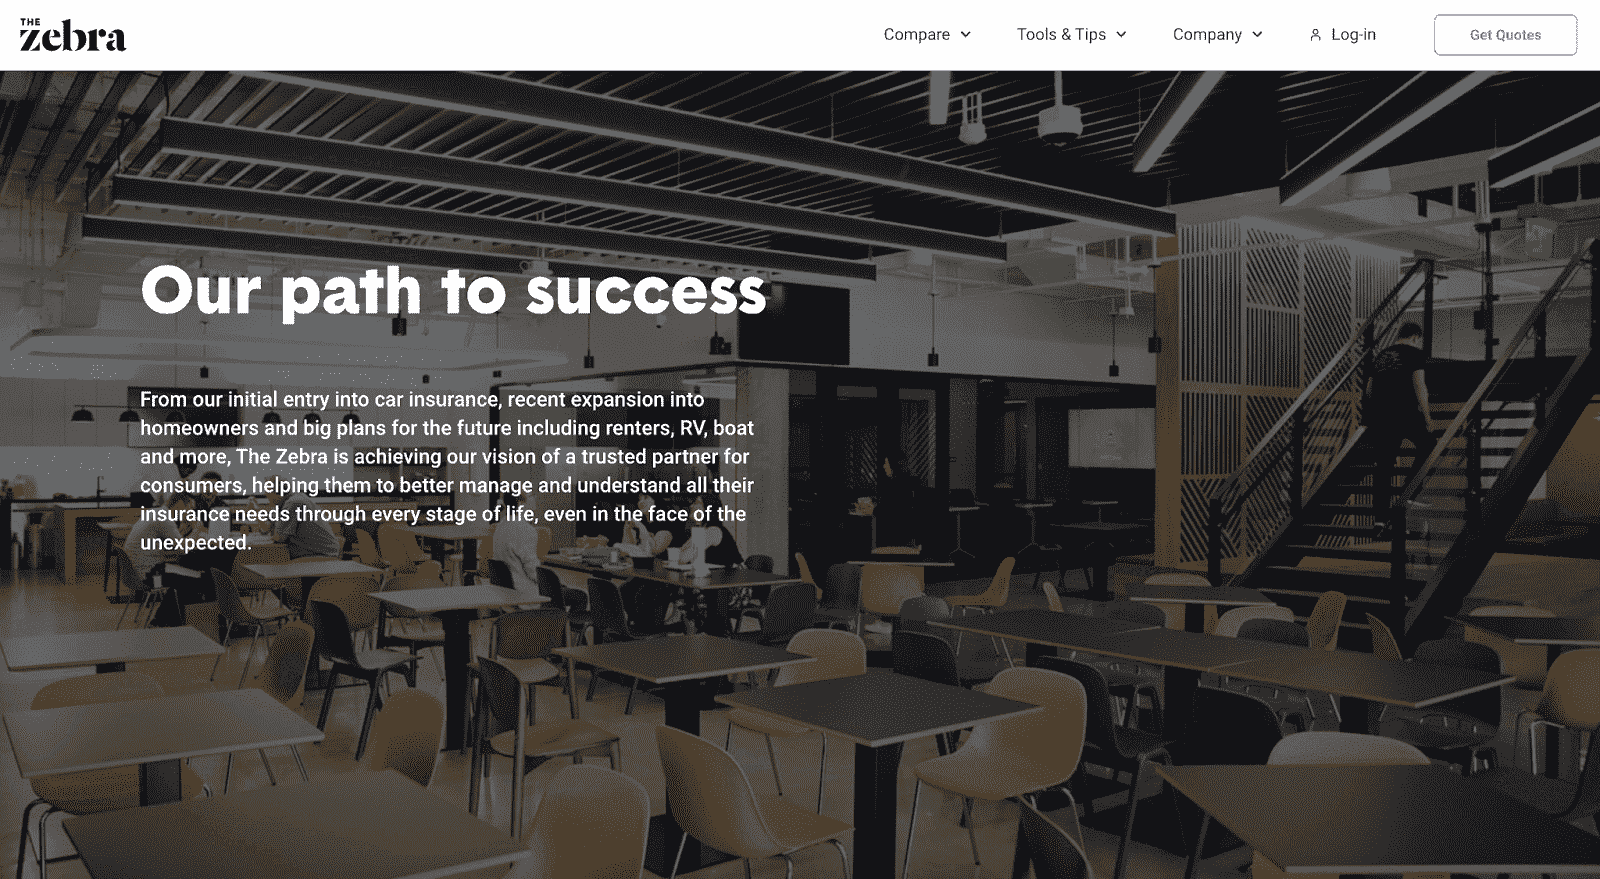 THE
zebra
Compare
Tools & Tips
Company
Log-in
Get Quotes
Our path to success
From our initial entry into car insurance, recent expansion into
homeowners and big plans for the future including renters, RV, boat
and more, The Zebra is achieving our vision of a trusted partner for
consumers, helping them to better manage and understand all their
insurance needs through every stage of life, even in the face of the
unexpected.